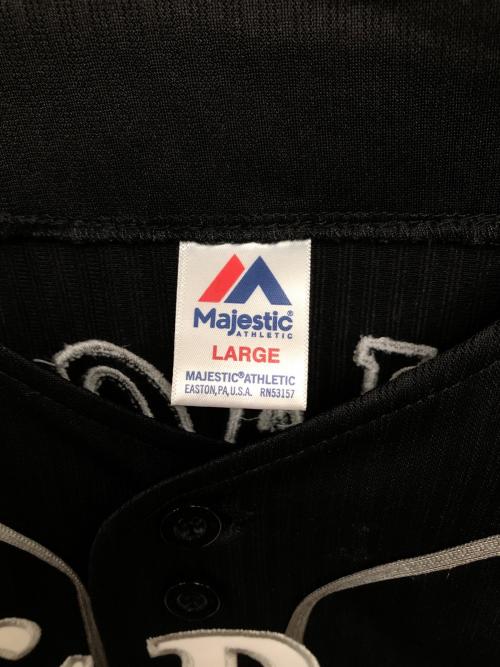 Majestic®
ATHLETIC
LARGE
MAJESTIC®ATHLETIC
EASTON,PA,U.S.A. RN53157